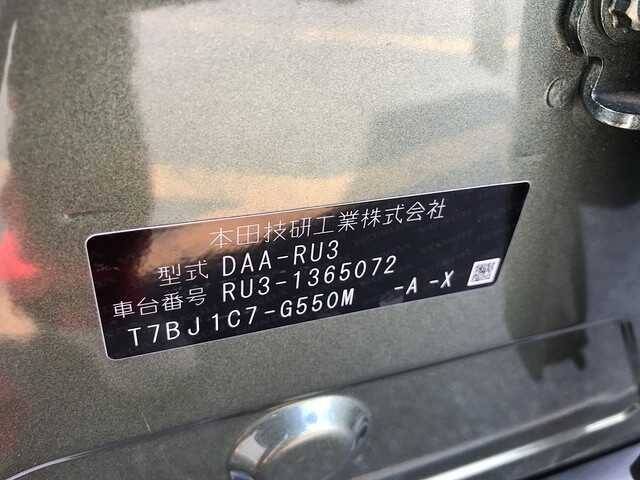 本田技研工業株式会社
型式 DAA-RU3
車台番号 RU3-1365072
T7BJ1C7-G550M -A -X